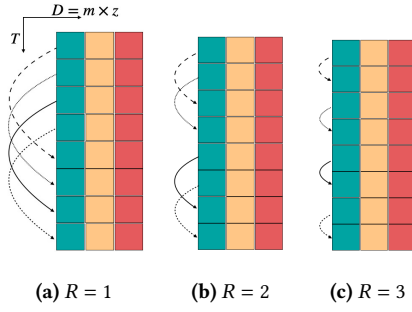 D = m × z
T
(a) R = 1
(b) R = 2
(c) R = 3